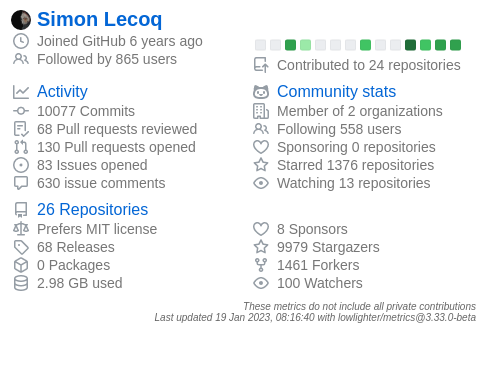 Simon Lecoq
Joined GitHub 6 years ago
Followed by 865 users
Contributed to 24 repositories
Activity
10077 Commits
68 Pull requests reviewed
130 Pull requests opened
83 Issues opened
630 issue comments
Community stats
Member of 2 organizations
Following 558 users
Sponsoring 0 repositories
Starred 1376 repositories
Watching 13 repositories
26 Repositories
Prefers MIT license
68 Releases
0 Packages
2.98 GB used
8 Sponsors
9979 Stargazers
1461 Forkers
100 Watchers
These metrics do not include all private contributions
Last updated 19 Jan 2023, 08:16:40 with lowlighter/metrics@3.33.0-beta